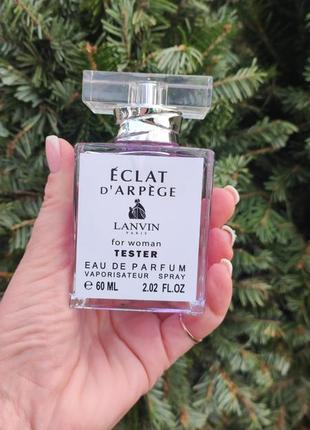 ÉCLAT
D'ARPÈGE
LANVIN
PARIS
for woman
TESTER
EAU DE PARFUM
VAPORISATEUR SPRAY
℮ 60 ML 2.02 FL.OZ